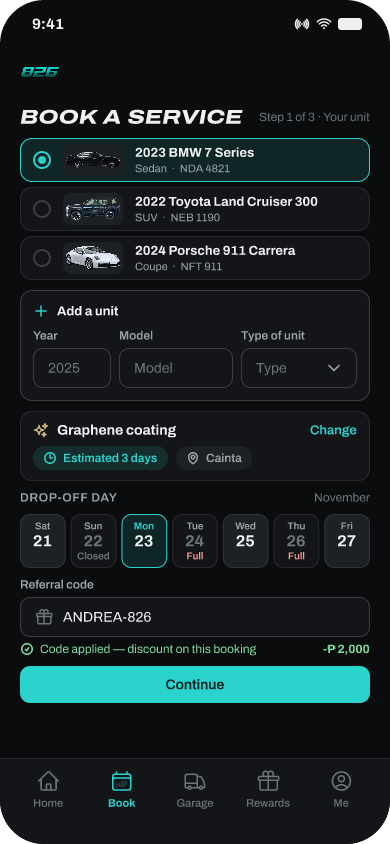 9:41
826
BOOK A SERVICE
Step 1 of 3 · Your unit
2023 BMW 7 Series
Sedan · NDA 4821
2022 Toyota Land Cruiser 300
SUV · NEB 1190
2024 Porsche 911 Carrera
Coupe · NFT 911
Add a unit
Year Model Type of unit
2025 Model Type
Graphene coating Change
Estimated 3 days Cainta
DROP-OFF DAY November
Sat Sun Mon Tue Wed Thu Fri
21 22 23 24 25 26 27
Closed Full Full
Referral code
ANDREA-826
Code applied — discount on this booking -₱2,000
Continue
Home Book Garage Rewards Me